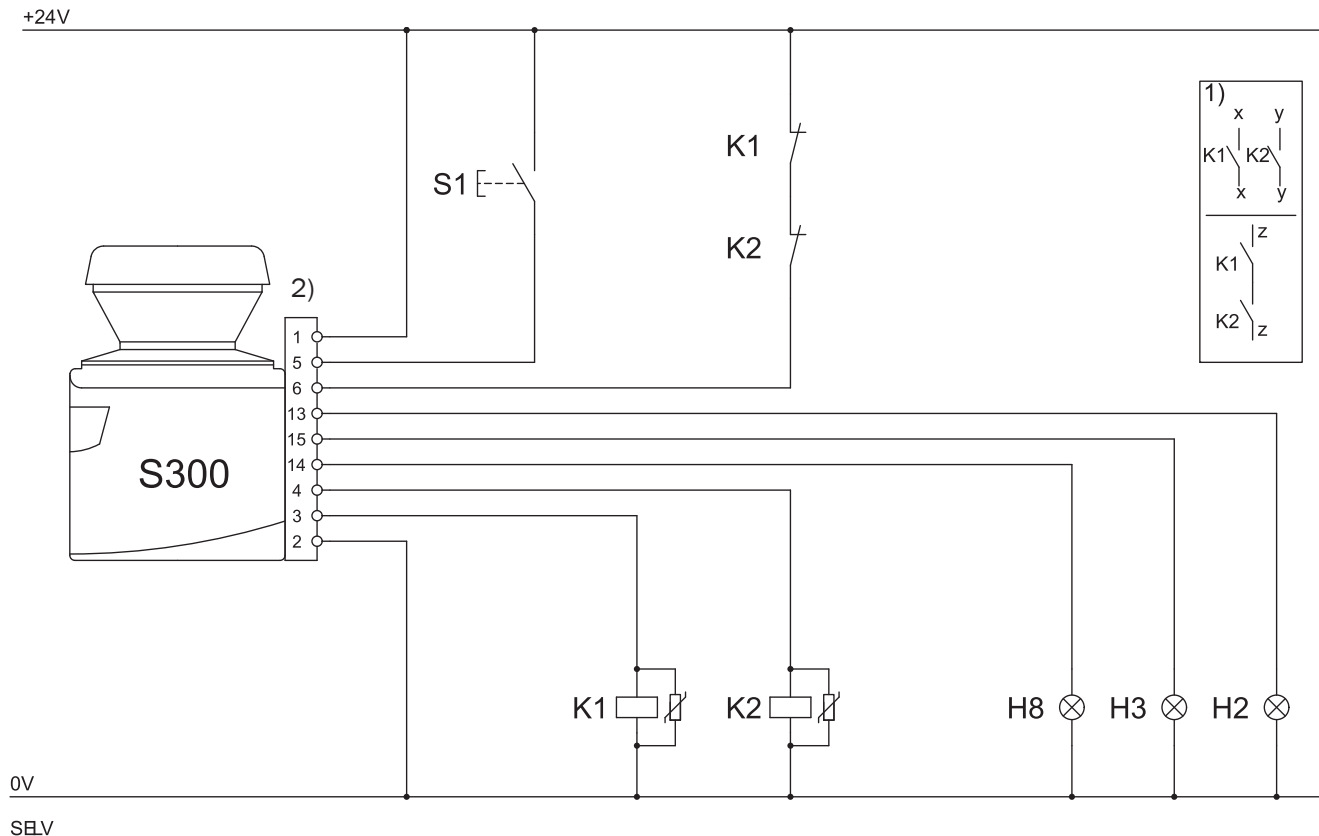 +24V
1)
x y
K1 K2
x y
z
K1
K2 z
K1
S1
K2
2)
1
5
6
13
15
14
4
3
2
S300
K1 K2 H8 H3 H2
0V
SELV